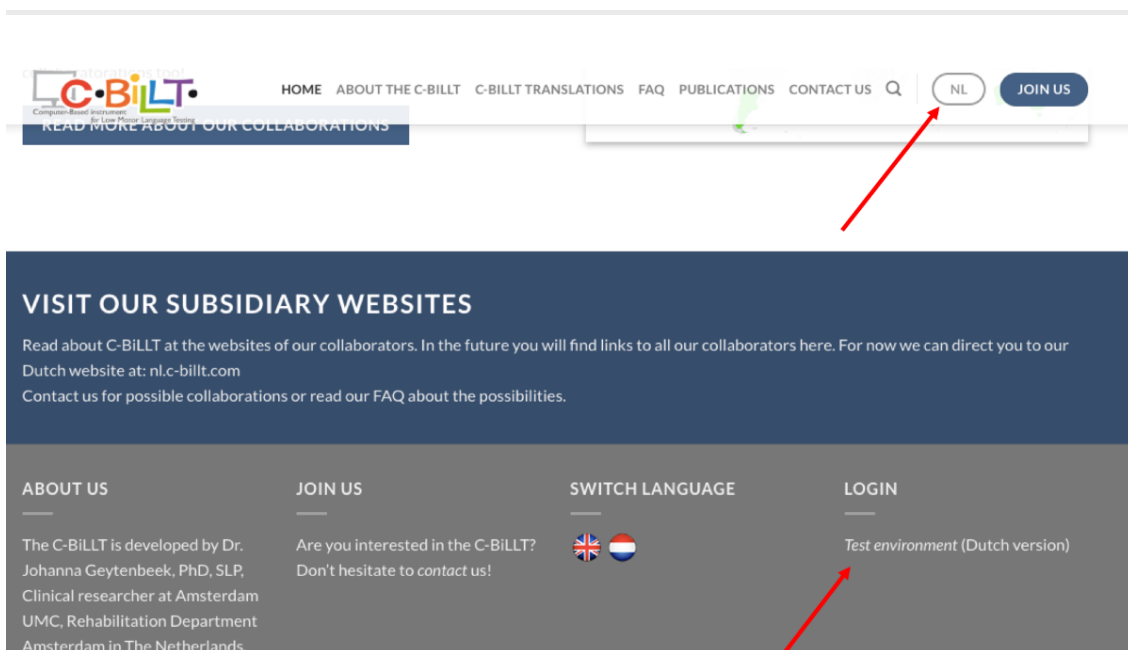 collaboratorations too!
C•BiLLT•
Computer-Based Instrument
for Low Motor Language Testing
HOME ABOUT THE C-BILLT C-BILLT TRANSLATIONS FAQ PUBLICATIONS CONTACT US NL JOIN US
READ MORE ABOUT OUR COLLABORATIONS
VISIT OUR SUBSIDIARY WEBSITES
Read about C-BiLLT at the websites of our collaborators. In the future you will find links to all our collaborators here. For now we can direct you to our
Dutch website at: nl.c-billt.com
Contact us for possible collaborations or read our FAQ about the possibilities.
ABOUT US
The C-BiLLT is developed by Dr.
Johanna Geytenbeek, PhD, SLP,
Clinical researcher at Amsterdam
UMC, Rehabilitation Department
Amsterdam in The Netherlands.
JOIN US
Are you interested in the C-BiLLT?
Don't hesitate to contact us!
SWITCH LANGUAGE
LOGIN
Test environment (Dutch version)